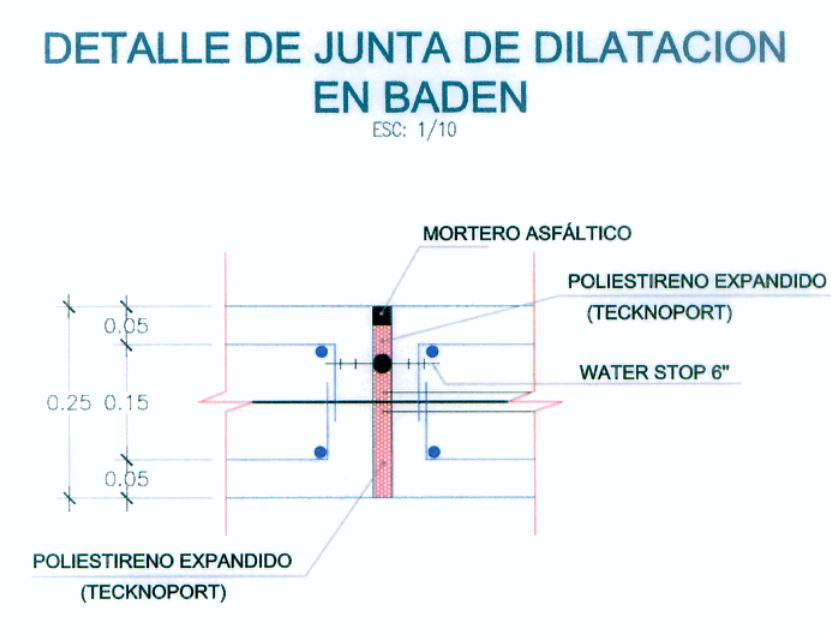 DETALLE DE JUNTA DE DILATACION
EN BADEN
ESC: 1/10
MORTERO ASFÁLTICO
POLIESTIRENO EXPANDIDO
(TECKNOPORT)
0.05
WATER STOP 6"
0.25 0.15
0.05
POLIESTIRENO EXPANDIDO
(TECKNOPORT)